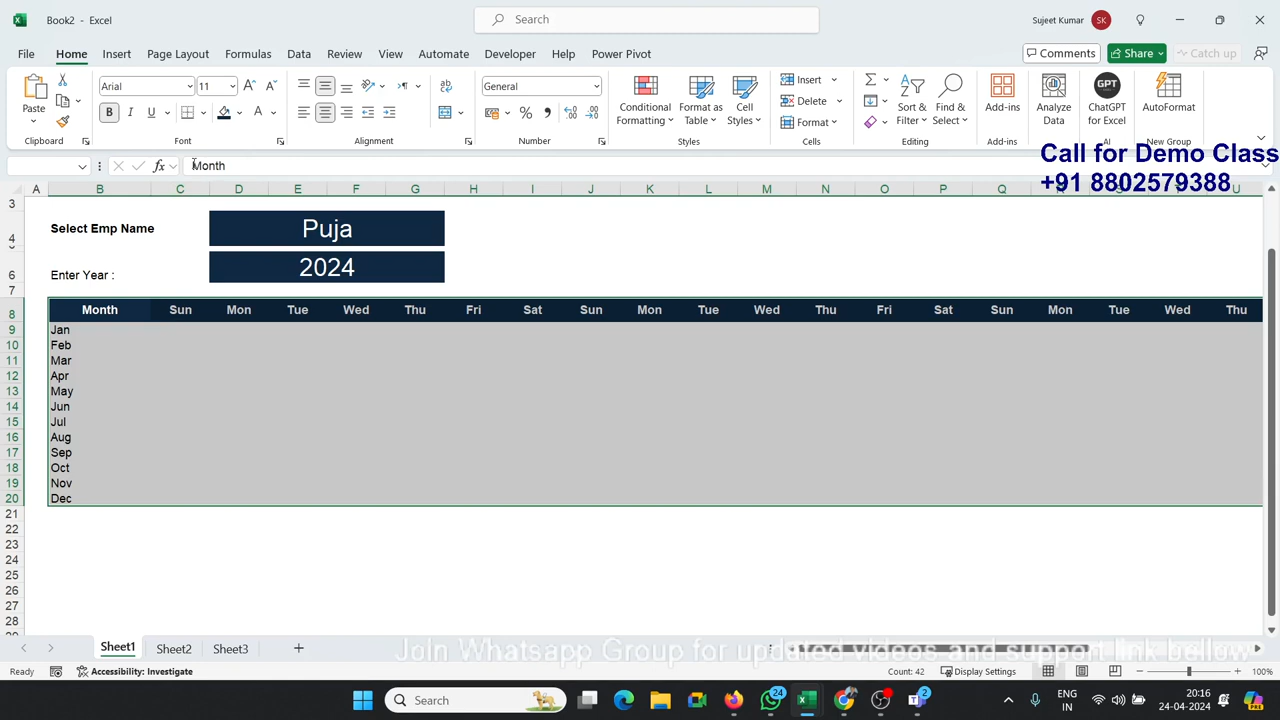 Book2 - Excel
Search
Sujeet Kumar
SK
File Home Insert Page Layout Formulas Data Review View Automate Developer Help Power Pivot
Comments Share Catch up
Paste
Arial 11
B I U
A
General
Conditional Formatting
Format as Table
Cell Styles
Insert
Delete
Format
Sort & Filter
Find & Select
Add-ins
Analyze Data
GPT
ChatGPT for Excel
AutoFormat
Clipboard Font Alignment Number Styles Cells Editing Add-ins AI New Group
Call for Demo Class
+91 8802579388
fx Month
A B C D E F G H I J K L M N O P Q U
3
4 Select Emp Name Puja
6 Enter Year : 2024
7
8 Month Sun Mon Tue Wed Thu Fri Sat Sun Mon Tue Wed Thu Fri Sat Sun Mon Tue Wed Thu
9 Jan
10 Feb
11 Mar
12 Apr
13 May
14 Jun
15 Jul
16 Aug
17 Sep
18 Oct
19 Nov
20 Dec
21
22
23
24
25
26
27
28
Sheet1 Sheet2 Sheet3
Join Whatsapp Group for updated videos and support link bellow
Ready Accessibility: Investigate Count: 42 Display Settings 100%
Search
24
2
ENG
IN
20:16
24-04-2024